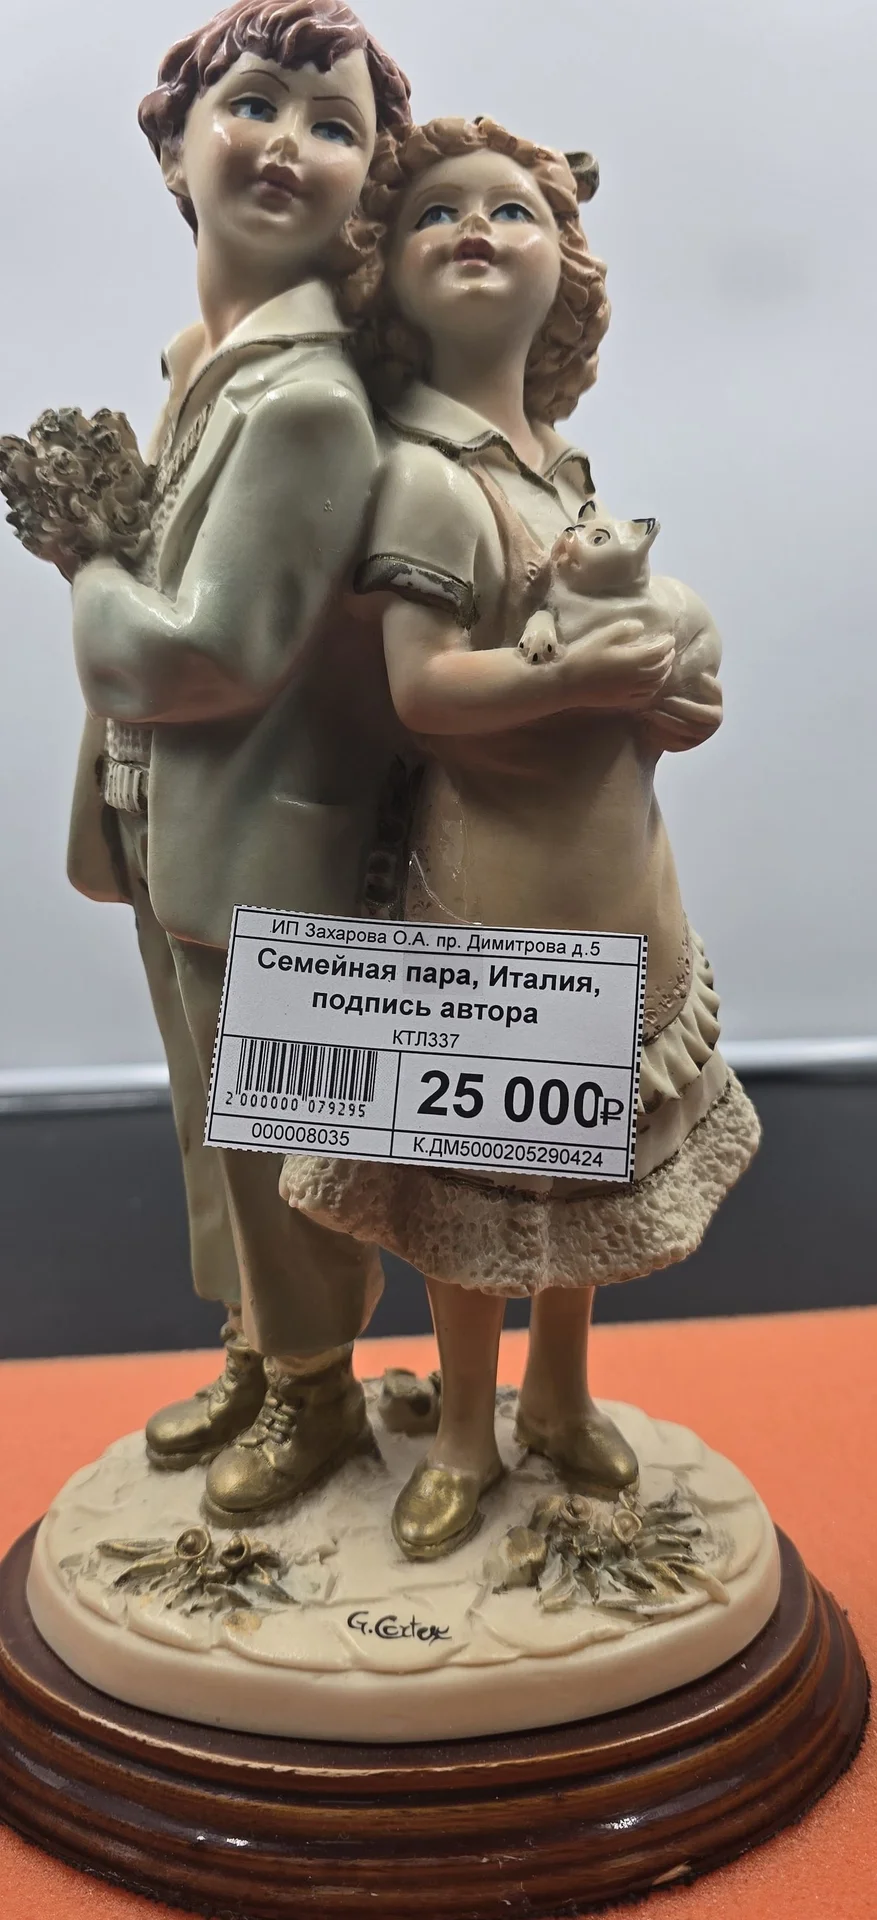 ИП Захарова О.А. пр. Димитрова д.5
Семейная пара, Италия,
подпись автора
КТЛ337
2 000000 079295
25 000₽
000008035
К.ДМ5000205290424
G. Cortex